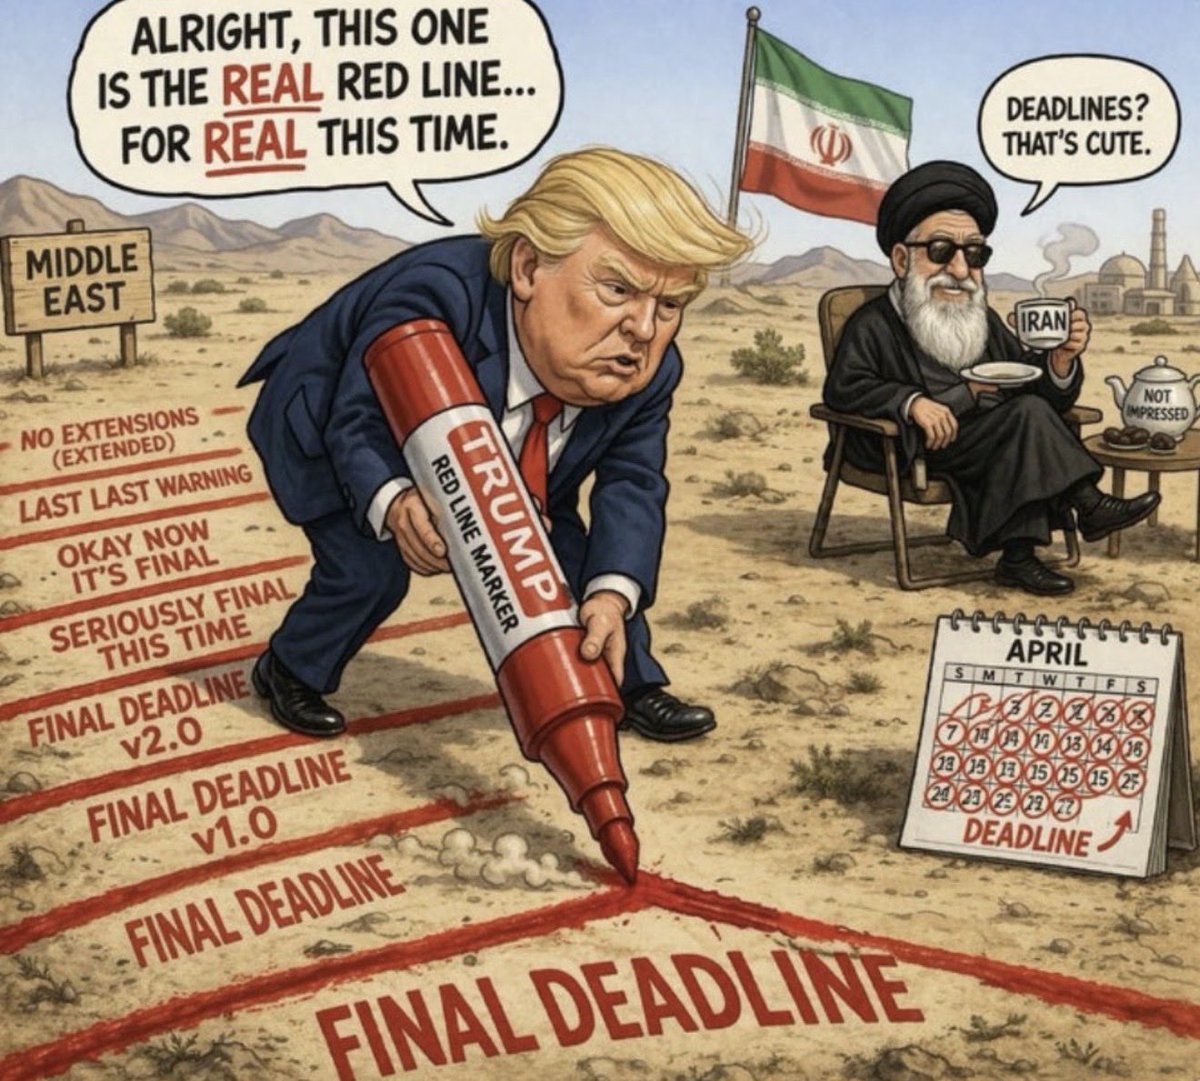 ALRIGHT, THIS ONE
IS THE REAL RED LINE...
FOR REAL THIS TIME.
DEADLINES?
THAT'S CUTE.
MIDDLE
EAST
IRAN
NOT
IMPRESSED
NO EXTENSIONS
(EXTENDED)
LAST LAST WARNING
OKAY NOW
IT'S FINAL
SERIOUSLY FINAL
THIS TIME
FINAL DEADLINE
v2.0
FINAL DEADLINE
v1.0
FINAL DEADLINE
FINAL DEADLINE
TRUMP
RED LINE MARKER
APRIL
S M T W T F S
DEADLINE